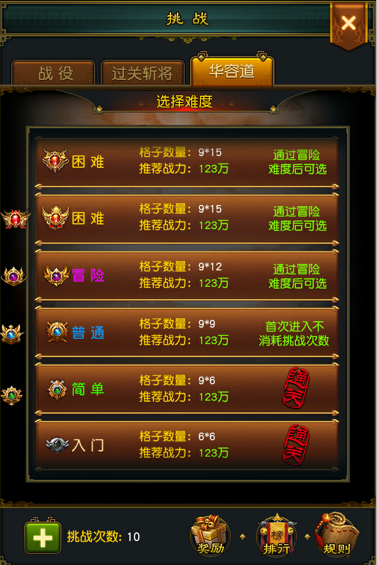 挑战
战役
过关斩将
华容道
选择难度
困难
格子数量：9*15
推荐战力：123万
通过冒险
难度后可选
困难
格子数量：9*15
推荐战力：123万
通过冒险
难度后可选
冒险
格子数量：9*12
推荐战力：123万
通过冒险
难度后可选
普通
格子数量：9*9
推荐战力：123万
首次进入不
消耗挑战次数
简单
格子数量：9*6
推荐战力：123万
通关
入门
格子数量：6*6
推荐战力：123万
通关
挑战次数：10
奖励
榜
排行
规则